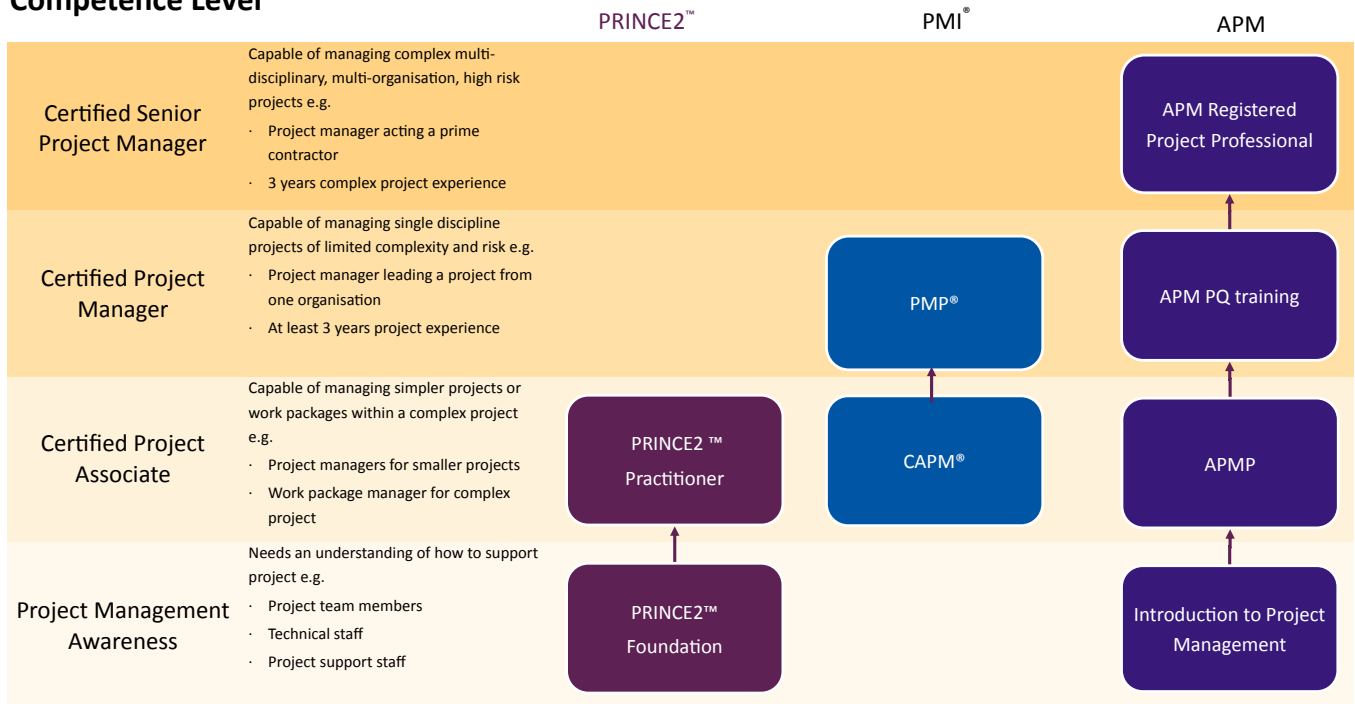 Competence Level
PRINCE2™
PMI®
APM
Certified Senior
Project Manager
Capable of managing complex multi-
disciplinary, multi-organisation, high risk
projects e.g.
· Project manager acting a prime
contractor
· 3 years complex project experience
APM Registered
Project Professional
Certified Project
Manager
Capable of managing single discipline
projects of limited complexity and risk e.g.
· Project manager leading a project from
one organisation
· At least 3 years project experience
PMP®
APM PQ training
Certified Project
Associate
Capable of managing simpler projects or
work packages within a complex project
e.g.
· Project managers for smaller projects
· Work package manager for complex
project
PRINCE2 ™
Practitioner
CAPM®
APMP
Project Management
Awareness
Needs an understanding of how to support
project e.g.
· Project team members
· Technical staff
· Project support staff
PRINCE2™
Foundation
Introduction to Project
Management